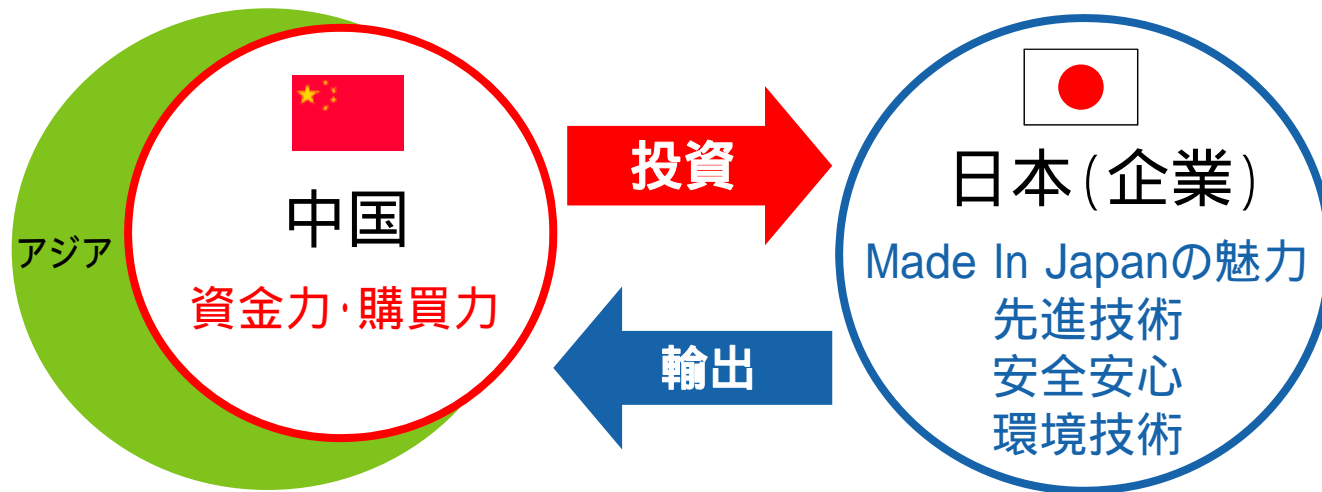 アジア
中国
資金力・購買力
投資
輸出
日本(企業)
Made In Japanの魅力
先進技術
安全安心
環境技術